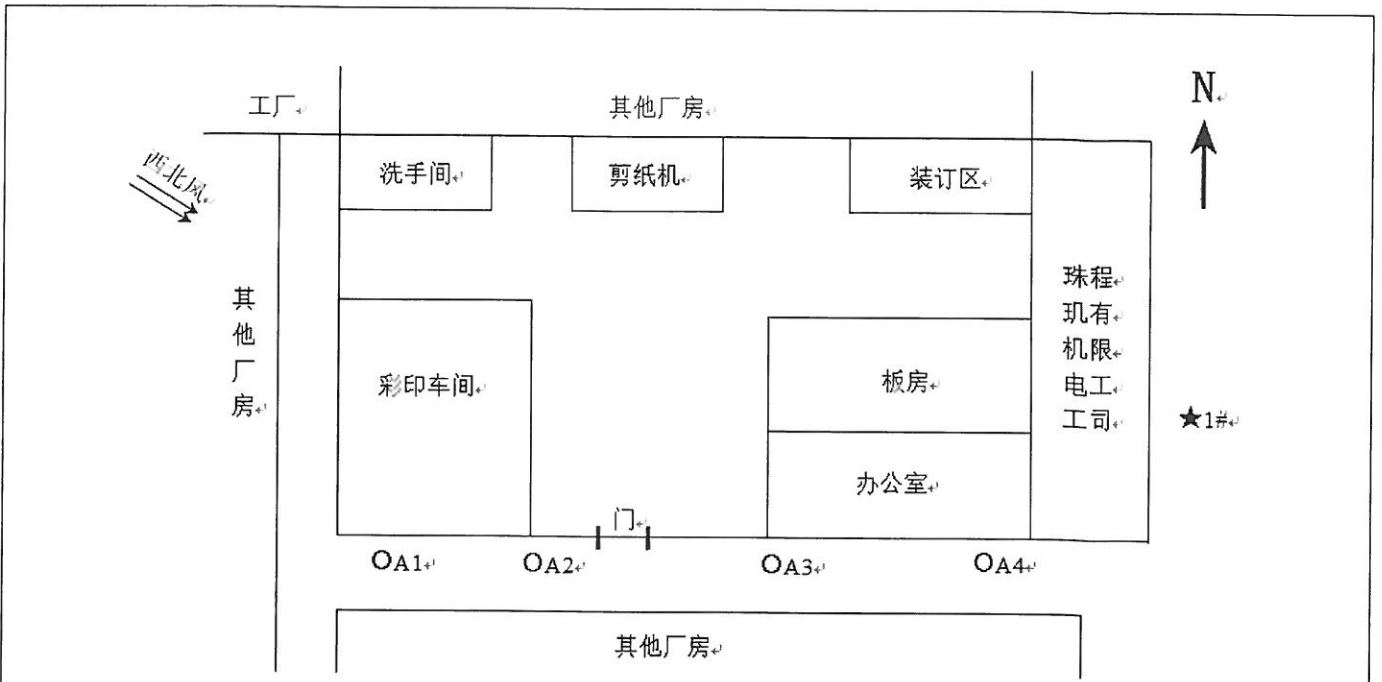 工厂
其他厂房
N
西北风
洗手间
剪纸机
装订区
珠程
玑有
机限
电工
工司
其
他
厂
房
彩印车间
板房
★1#
办公室
门
OA1
OA2
OA3
OA4
其他厂房